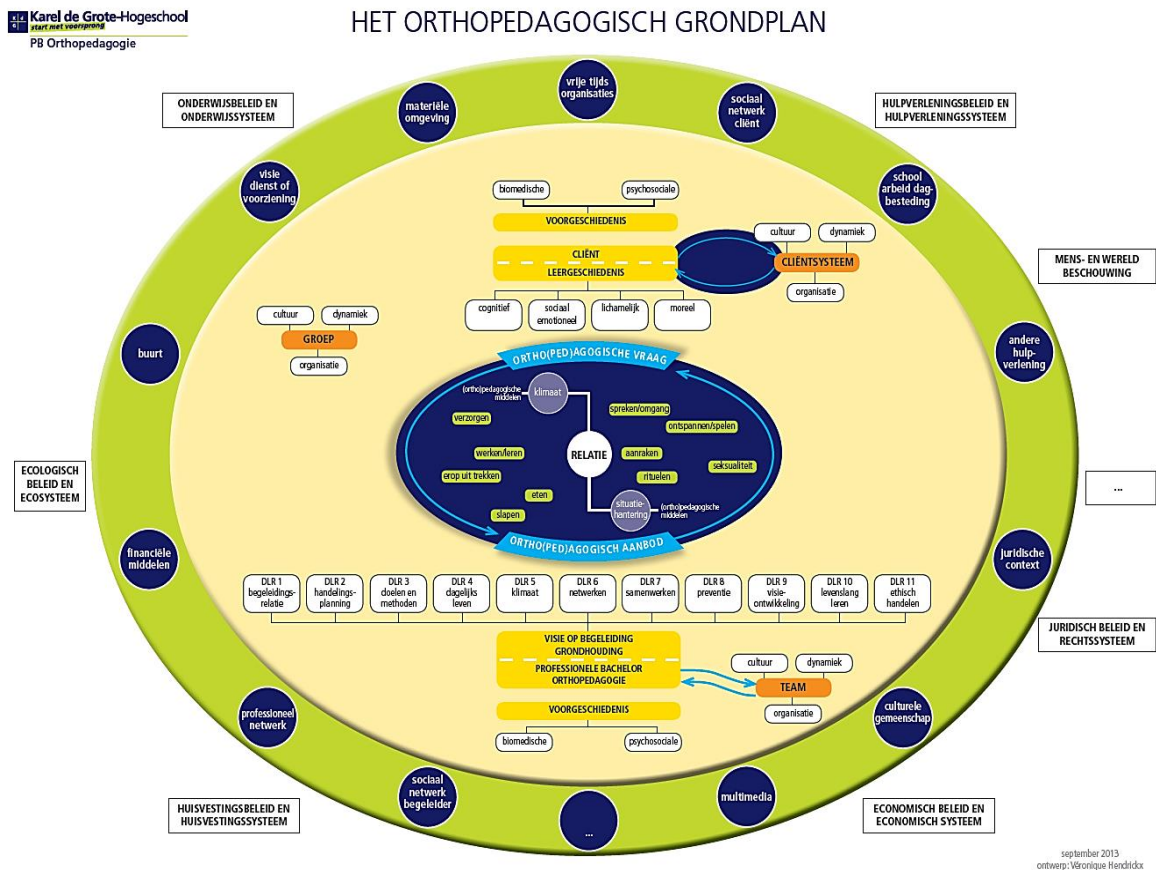 Karel de Grote-Hogeschool
start met voorsprong
PB Orthopedagogie
HET ORTHOPEDAGOGISCH GRONDPLAN
ONDERWIJSBELEID EN
ONDERWIJSSYSTEEM
materiële
omgeving
vrije tijds
organisaties
sociaal
netwerk
cliënt
HULPVERLENINGSBELEID EN
HULPVERLENINGSSYSTEEM
visie
dienst of
voorziening
school
arbeid dag-
besteding
biomedische
psychosociale
VOORGESCHIEDENIS
CLIËNT
LEERGESCHIEDENIS
cultuur
dynamiek
CLIËNTSYSTEEM
organisatie
MENS- EN WERELD
BESCHOUWING
cognitief
sociaal
emotioneel
lichamelijk
moreel
cultuur
dynamiek
GROEP
organisatie
buurt
andere
hulp-
verlening
ORTHO(PED)AGOGISCHE VRAAG
(ortho)pedagogische
middelen
klimaat
verzorgen
spreken/omgang
ontspannen/spelen
werken/leren
RELATIE
aanraken
seksualiteit
erop uit trekken
rituelen
eten
slapen
situatie-
hantering
(ortho)pedagogische
middelen
ORTHO(PED)AGOGISCH AANBOD
ECOLOGISCH
BELEID EN
ECOSYSTEEM
...
financiële
middelen
juridische
context
DLR 1
begeleidings-
relatie
DLR 2
handelings-
planning
DLR 3
doelen en
methoden
DLR 4
dagelijks
leven
DLR 5
klimaat
DLR 6
netwerken
DLR 7
samenwerken
DLR 8
preventie
DLR 9
visie-
ontwikkeling
DLR 10
levenslang
leren
DLR 11
ethisch
handelen
JURIDISCH BELEID EN
RECHTSSYSTEEM
VISIE OP BEGELEIDING
GRONDHOUDING
PROFESSIONELE BACHELOR
ORTHOPEDAGOGIE
cultuur
dynamiek
TEAM
organisatie
VOORGESCHIEDENIS
biomedische
psychosociale
professioneel
netwerk
culturele
gemeenschap
sociaal
netwerk
begeleider
...
multimedia
HUISVESTINGSBELEID EN
HUISVESTINGSSYSTEEM
ECONOMISCH BELEID EN
ECONOMISCH SYSTEEM
september 2013
ontwerp: Véronique Hendrickx